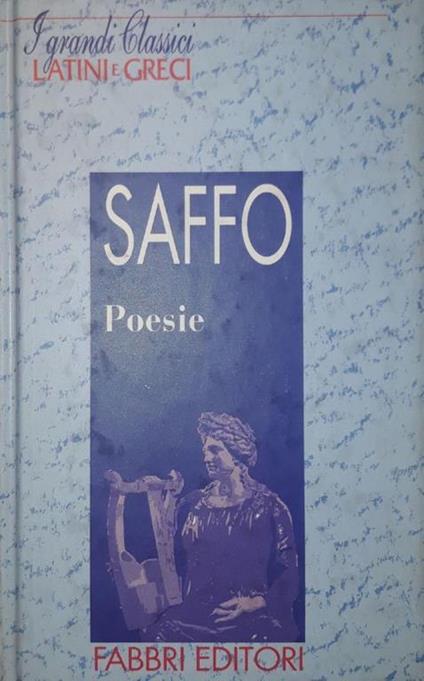 I grandi Classici
LATINI E GRECI
SAFFO
Poesie
FABBRI EDITORI